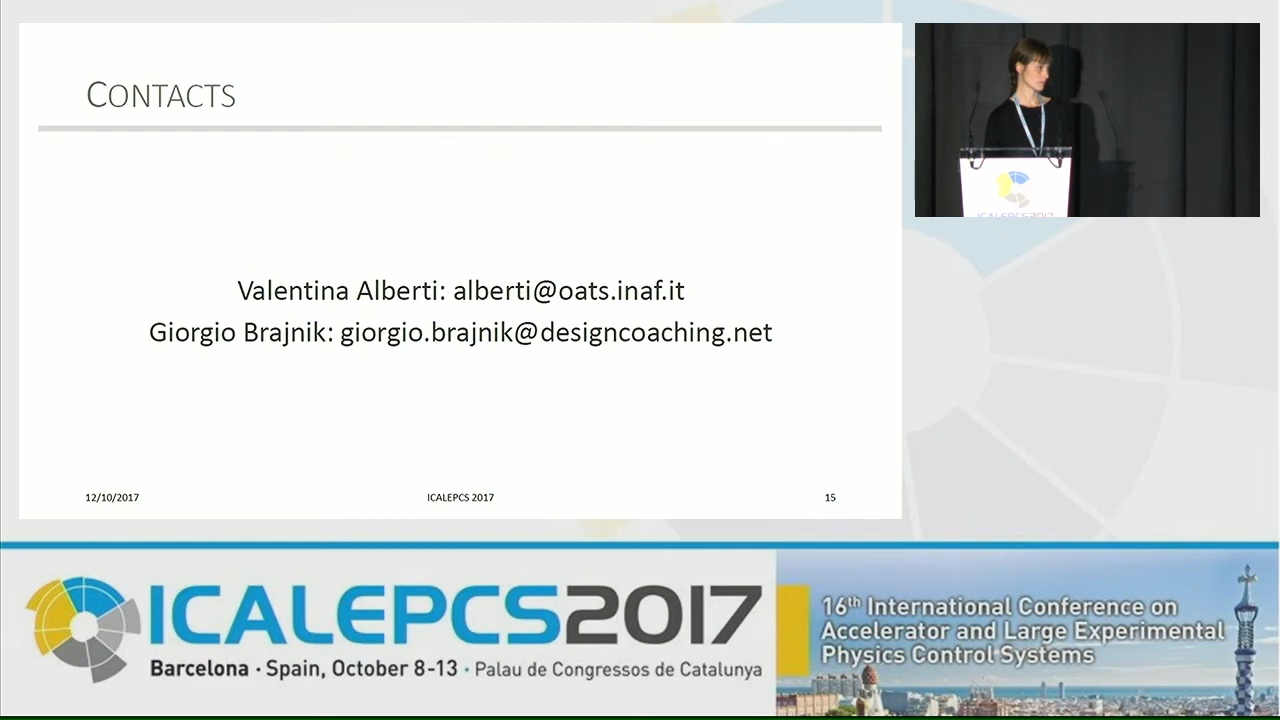 CONTACTS
Valentina Alberti: alberti@oats.inaf.it
Giorgio Brajnik: giorgio.brajnik@designcoaching.net
12/10/2017
ICALEPCS 2017
15
ICALEPCS2017
ICALEPCS2017
Barcelona · Spain, October 8-13 · Palau de Congressos de Catalunya
16th International Conference on
Accelerator and Large Experimental
Physics Control Systems